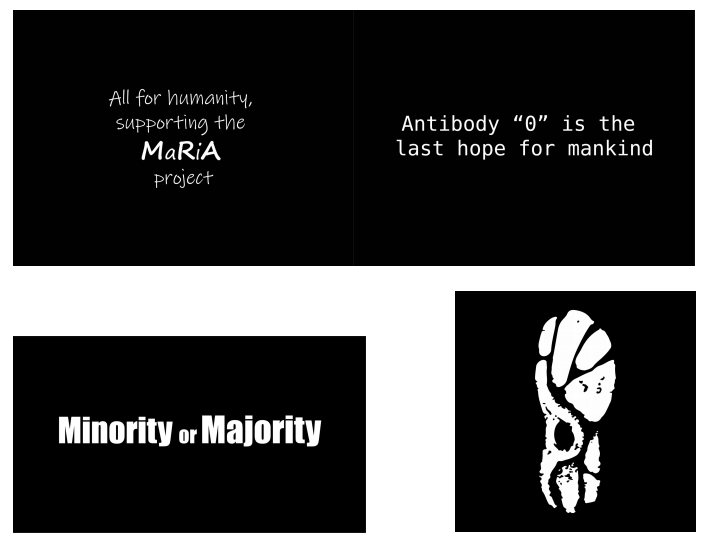 All for humanity,
supporting the
MaRiA
project
Antibody “0” is the
last hope for mankind
Minority or Majority